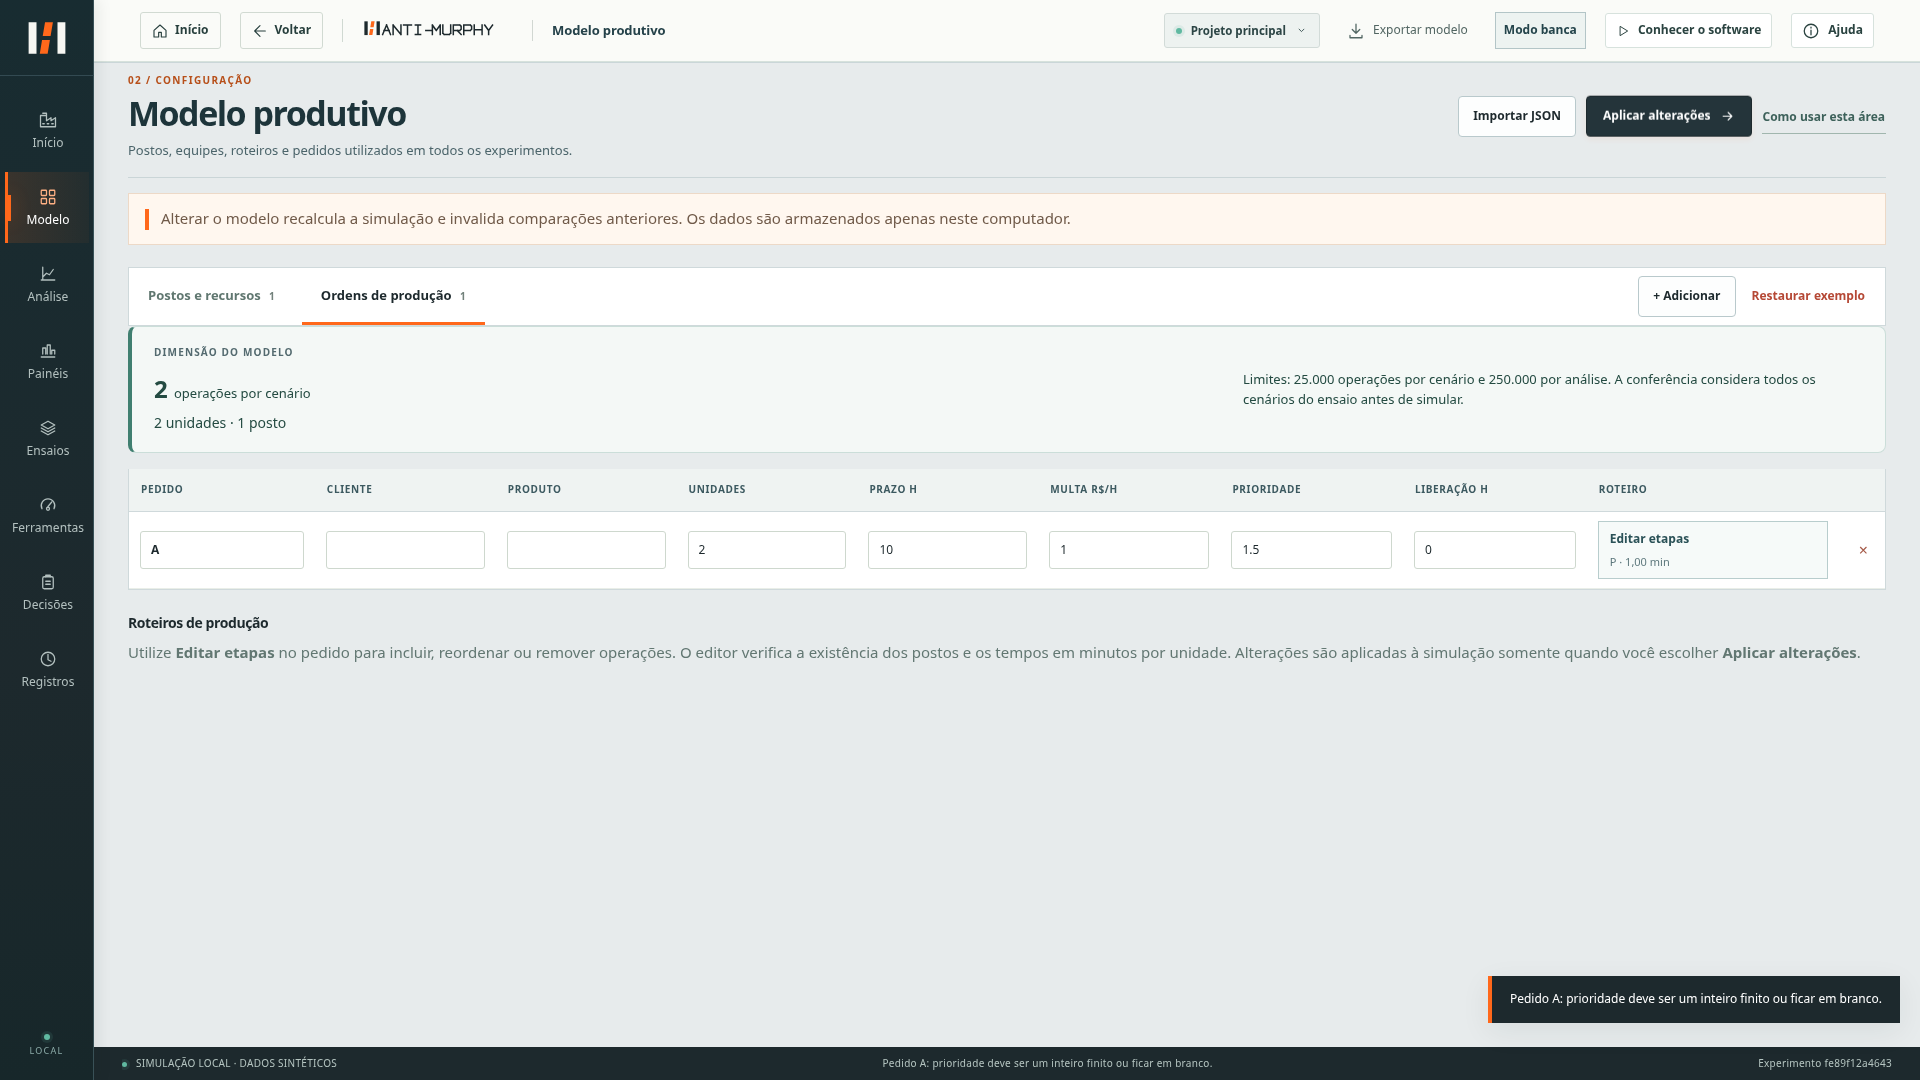 Início
Voltar
ANTI-MURPHY
Modelo produtivo
Projeto principal
Exportar modelo
Modo banca
Conhecer o software
Ajuda
Início
Modelo
Análise
Painéis
Ensaios
Ferramentas
Decisões
Registros
LOCAL
02 / CONFIGURAÇÃO
Modelo produtivo
Postos, equipes, roteiros e pedidos utilizados em todos os experimentos.
Importar JSON
Aplicar alterações →
Como usar esta área
Alterar o modelo recalcula a simulação e invalida comparações anteriores. Os dados são armazenados apenas neste computador.
Postos e recursos 1
Ordens de produção 1
+ Adicionar
Restaurar exemplo
DIMENSÃO DO MODELO
2 operações por cenário
2 unidades · 1 posto
Limites: 25.000 operações por cenário e 250.000 por análise. A conferência considera todos os
cenários do ensaio antes de simular.
PEDIDO CLIENTE PRODUTO UNIDADES PRAZO H MULTA R$/H PRIORIDADE LIBERAÇÃO H ROTEIRO
A 2 10 1 1.5 0 Editar etapas ×
P · 1,00 min
Roteiros de produção
Utilize Editar etapas no pedido para incluir, reordenar ou remover operações. O editor verifica a existência dos postos e os tempos em minutos por unidade. Alterações são aplicadas à simulação somente quando você escolher Aplicar alterações.
Pedido A: prioridade deve ser um inteiro finito ou ficar em branco.
SIMULAÇÃO LOCAL · DADOS SINTÉTICOS
Pedido A: prioridade deve ser um inteiro finito ou ficar em branco.
Experimento fe89f12a4643